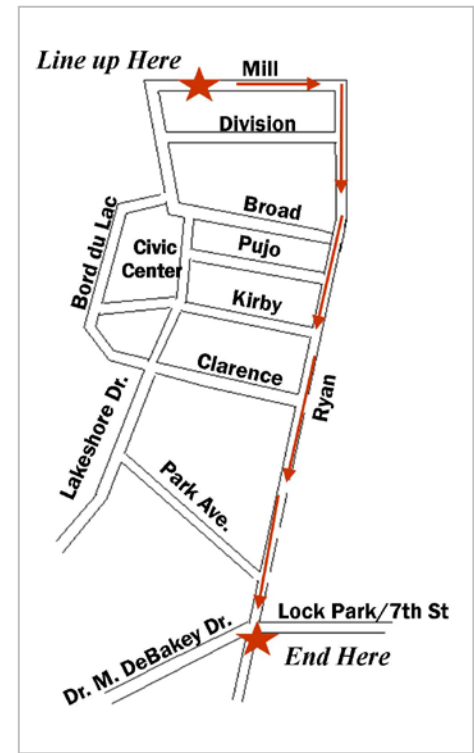 Line up Here
Mill
Division
Broad
Bord du Lac
Civic
Center
Pujo
Kirby
Clarence
Ryan
Lakeshore Dr.
Park Ave.
Lock Park/7th St
Dr. M. DeBakey Dr.
End Here